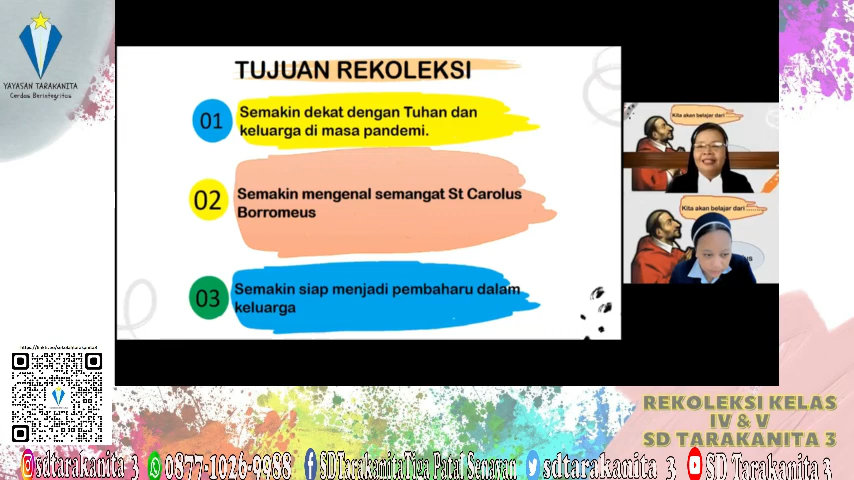 YAYASAN TARAKANITA
Cerdas Berintegritas
TUJUAN REKOLEKSI
01
Semakin dekat dengan Tuhan dan
keluarga di masa pandemi.
02
Semakin mengenal semangat St Carolus
Borromeus
03
Semakin siap menjadi pembaharu dalam
keluarga
Kita akan belajar dari
Kita akan belajar dari
REKOLEKSI KELAS
IV & V
SD TARAKANITA 3
sdtarakanita 3 0877-1026-9988 SDTarakanitaTiga Patal Senayan sdtarakanita 3 SD Tarakanita 3